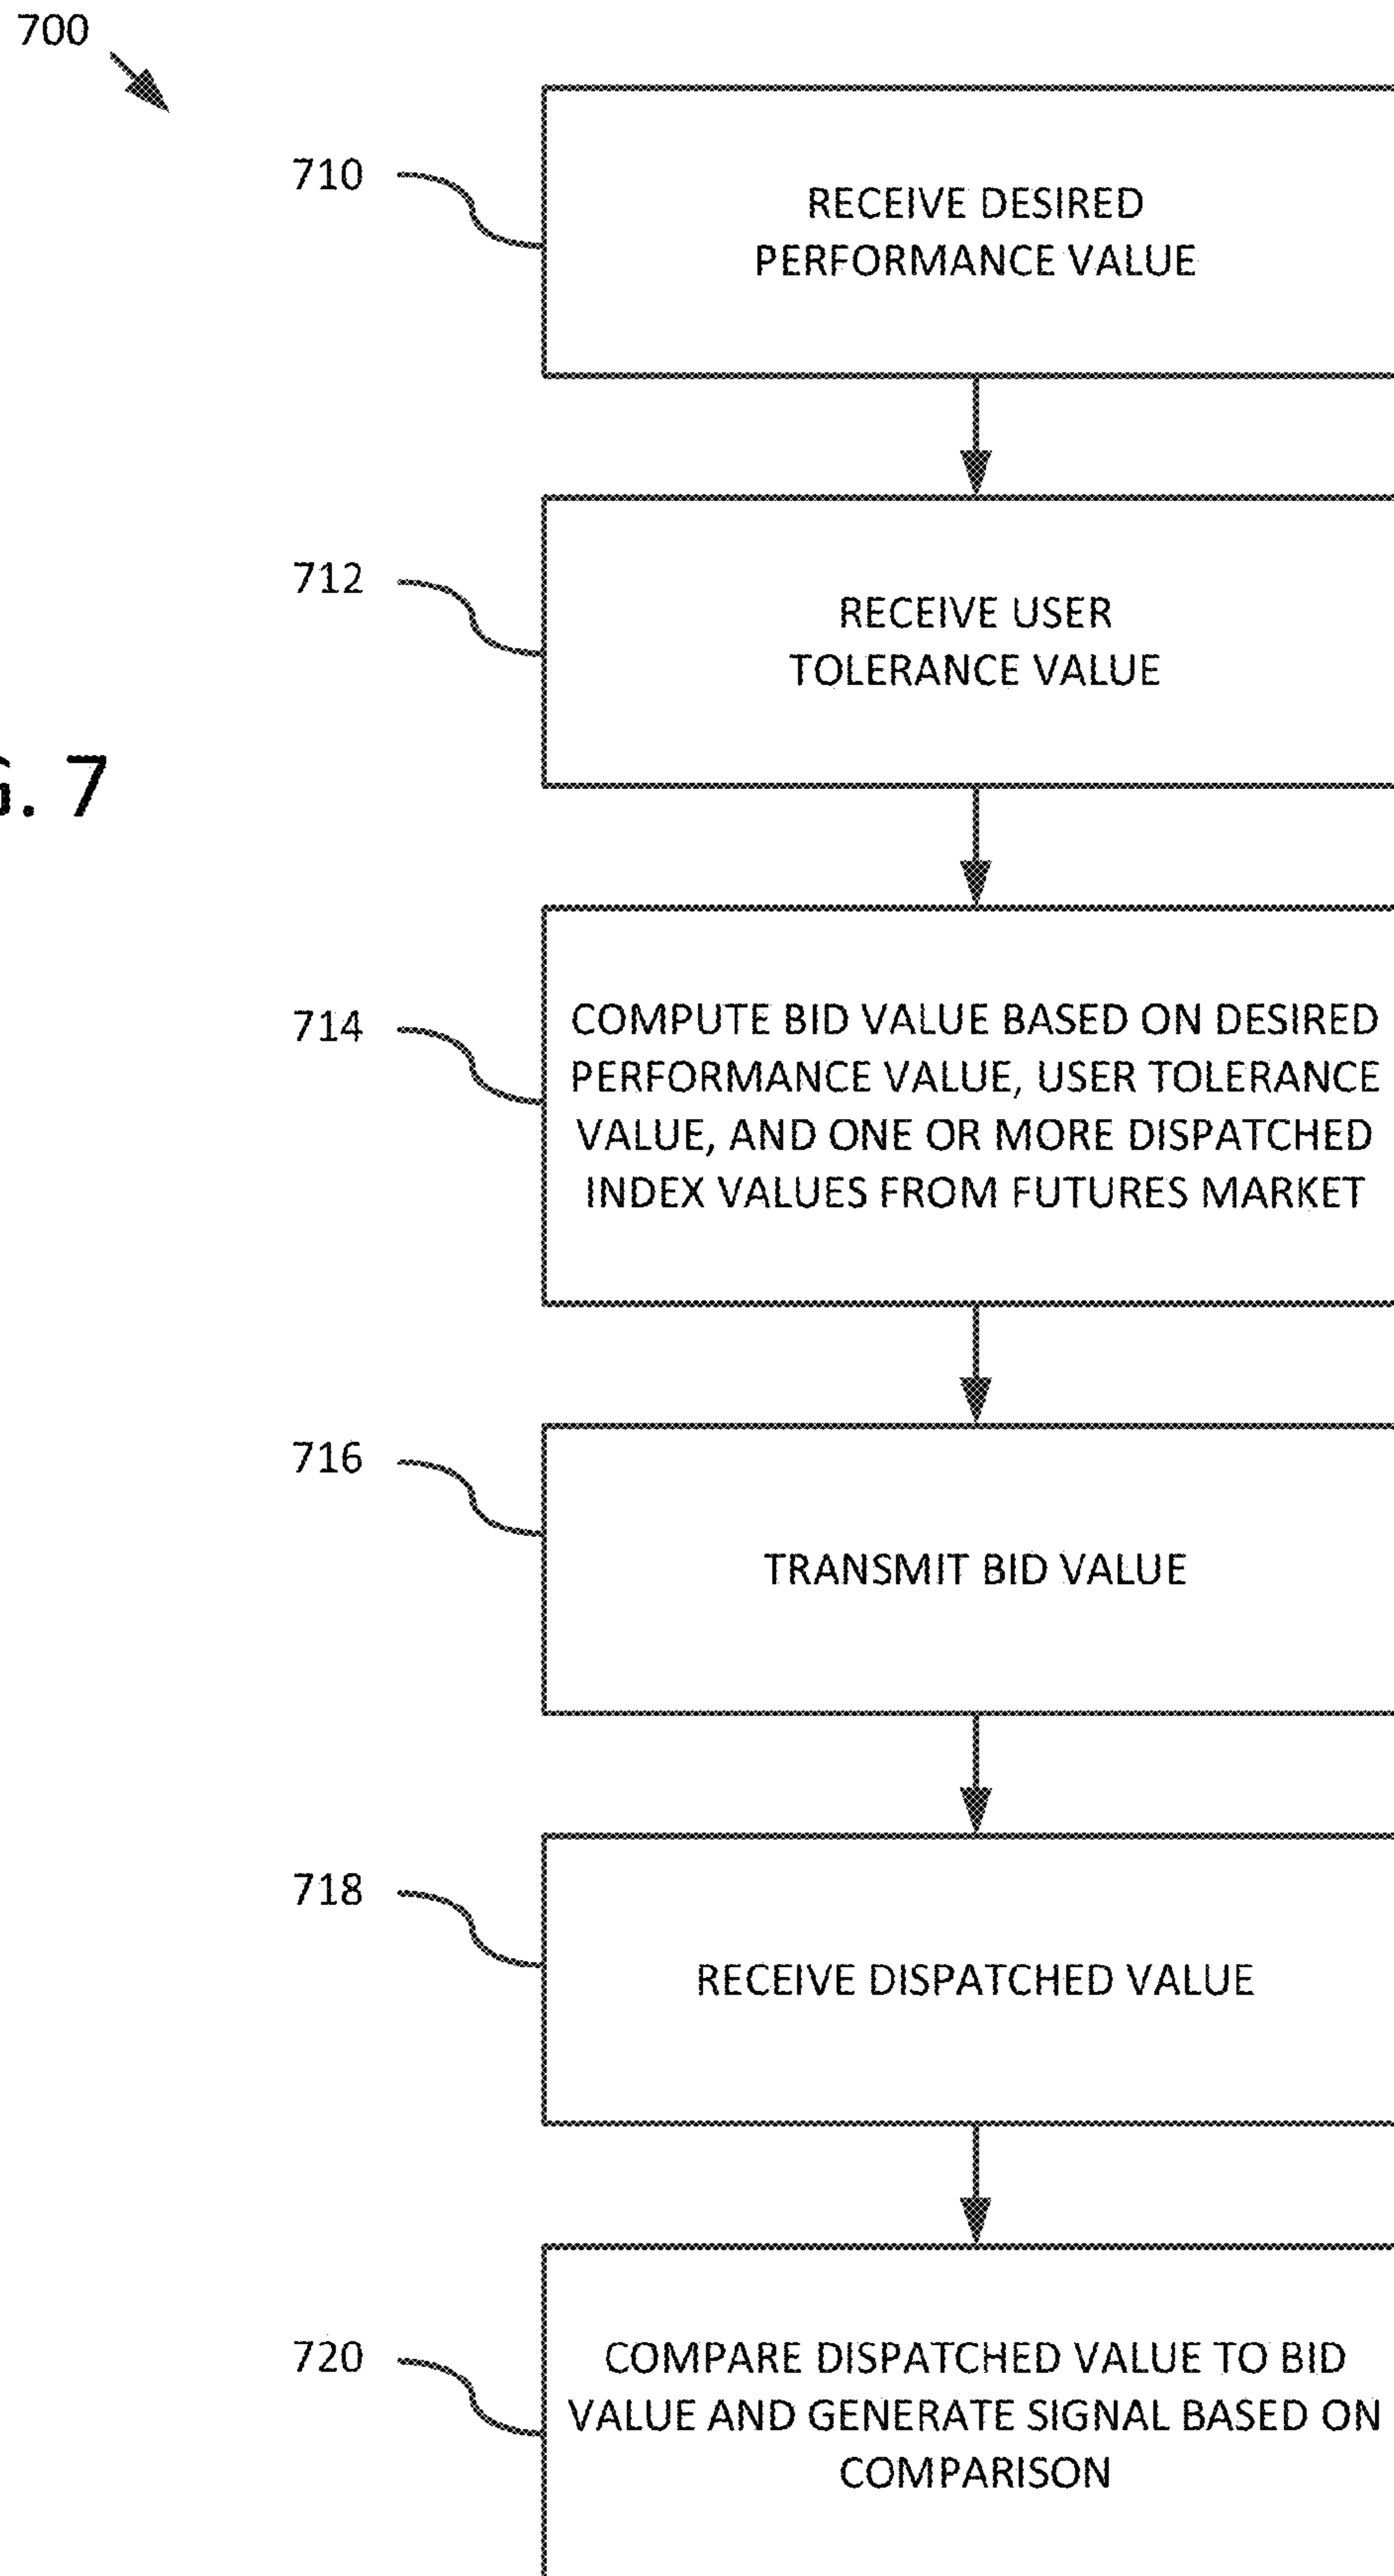 700
710
RECEIVE DESIRED
PERFORMANCE VALUE
712
RECEIVE USER
TOLERANCE VALUE
G. 7
714
COMPUTE BID VALUE BASED ON DESIRED
PERFORMANCE VALUE, USER TOLERANCE
VALUE, AND ONE OR MORE DISPATCHED
INDEX VALUES FROM FUTURES MARKET
716
TRANSMIT BID VALUE
718
RECEIVE DISPATCHED VALUE
720
COMPARE DISPATCHED VALUE TO BID
VALUE AND GENERATE SIGNAL BASED ON
COMPARISON